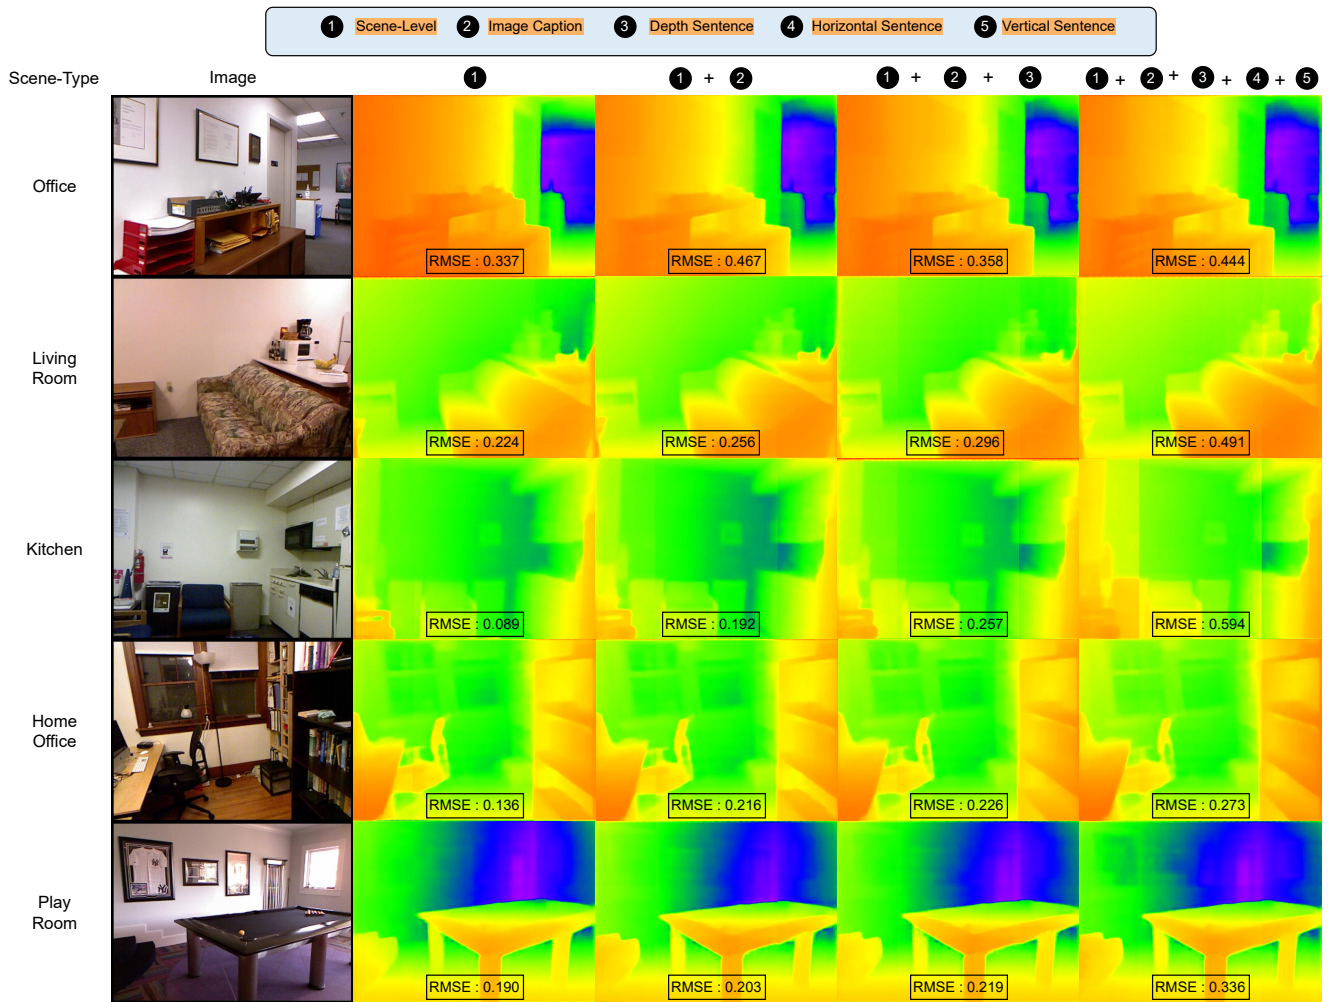 1 Scene-Level 2 Image Caption 3 Depth Sentence 4 Horizontal Sentence 5 Vertical Sentence
Scene-Type Image 1 1 + 2 1 + 2 + 3 1 + 2 + 3 + 4 + 5
Office
RMSE : 0.337 RMSE : 0.467 RMSE : 0.358 RMSE : 0.444
Living
Room
RMSE : 0.224 RMSE : 0.256 RMSE : 0.296 RMSE : 0.491
Kitchen
RMSE : 0.089 RMSE : 0.192 RMSE : 0.257 RMSE : 0.594
Home
Office
RMSE : 0.136 RMSE : 0.216 RMSE : 0.226 RMSE : 0.273
Play
Room
RMSE : 0.190 RMSE : 0.203 RMSE : 0.219 RMSE : 0.336